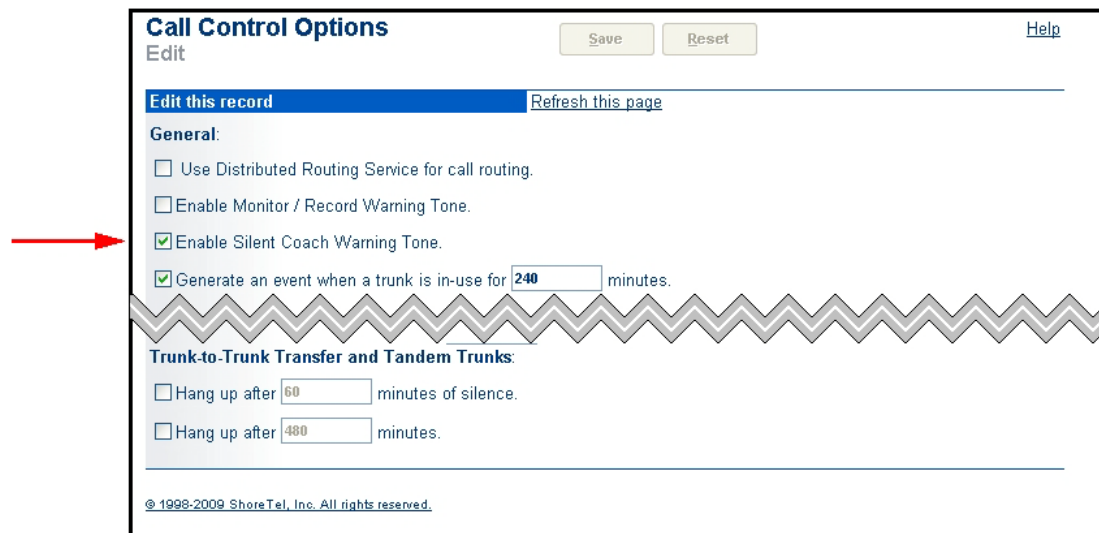 Call Control Options
Edit
Save
Reset
Help
Edit this record
Refresh this page
General:
Use Distributed Routing Service for call routing.
Enable Monitor / Record Warning Tone.
Enable Silent Coach Warning Tone.
Generate an event when a trunk is in-use for 240 minutes.
Trunk-to-Trunk Transfer and Tandem Trunks:
Hang up after 60 minutes of silence.
Hang up after 480 minutes.
© 1998-2009 ShoreTel, Inc. All rights reserved.